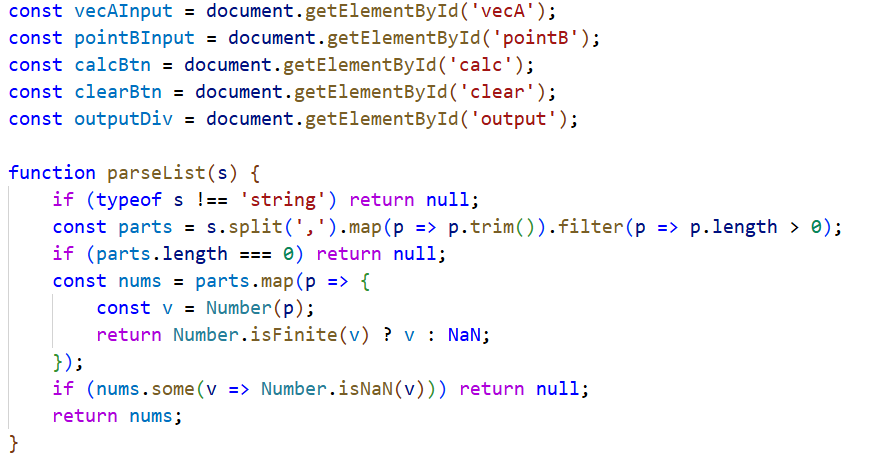 const vecAInput = document.getElementById('vecA');
const pointBInput = document.getElementById('pointB');
const calcBtn = document.getElementById('calc');
const clearBtn = document.getElementById('clear');
const outputDiv = document.getElementById('output');

function parseList(s) {
    if (typeof s !== 'string') return null;
    const parts = s.split(',').map(p => p.trim()).filter(p => p.length > 0);
    if (parts.length === 0) return null;
    const nums = parts.map(p => {
        const v = Number(p);
        return Number.isFinite(v) ? v : NaN;
    });
    if (nums.some(v => Number.isNaN(v))) return null;
    return nums;
}